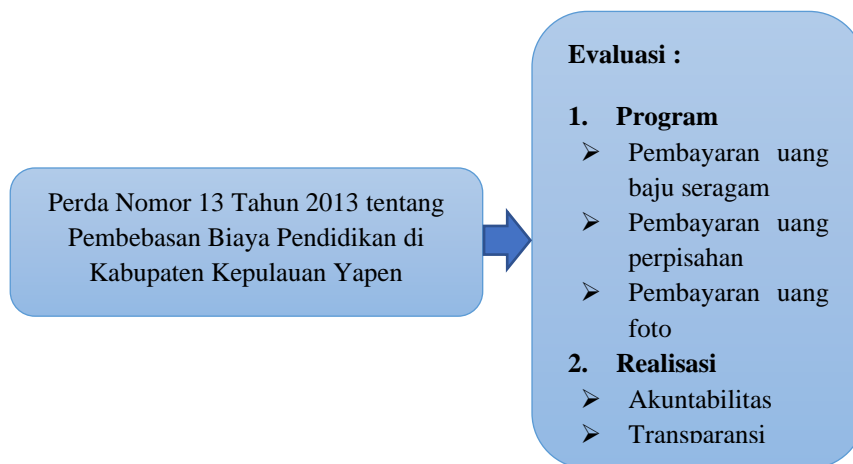 Perda Nomor 13 Tahun 2013 tentang
Pembebasan Biaya Pendidikan di
Kabupaten Kepulauan Yapen
Evaluasi :
1. Program
➢ Pembayaran uang
baju seragam
➢ Pembayaran uang
perpisahan
➢ Pembayaran uang
foto
2. Realisasi
➢ Akuntabilitas
➢ Transparansi